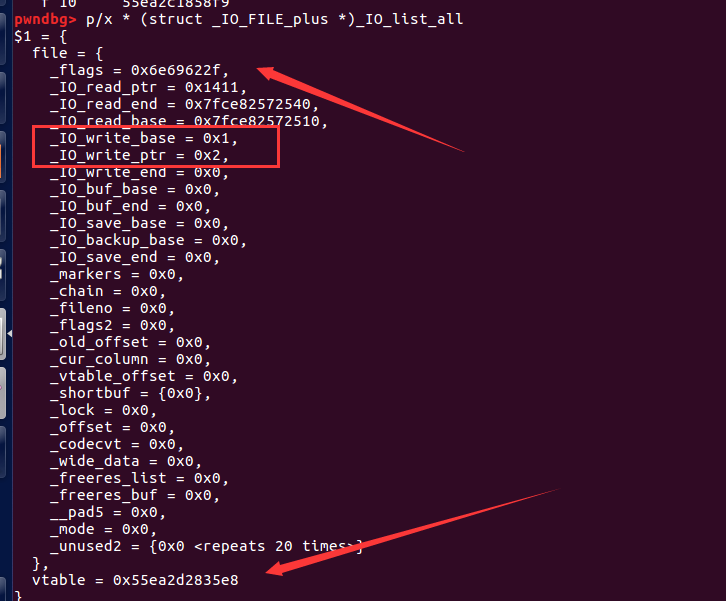 pwndbg> p/x * (struct _IO_FILE_plus *)_IO_list_all
$1 = {
  file = {
    _flags = 0x6e69622f,
    _IO_read_ptr = 0x1411,
    _IO_read_end = 0x7fce82572540,
    _IO_read_base = 0x7fce82572510,
    _IO_write_base = 0x1,
    _IO_write_ptr = 0x2,
    _IO_write_end = 0x0,
    _IO_buf_base = 0x0,
    _IO_buf_end = 0x0,
    _IO_save_base = 0x0,
    _IO_backup_base = 0x0,
    _IO_save_end = 0x0,
    _markers = 0x0,
    _chain = 0x0,
    _fileno = 0x0,
    _flags2 = 0x0,
    _old_offset = 0x0,
    _cur_column = 0x0,
    _vtable_offset = 0x0,
    _shortbuf = {0x0},
    _lock = 0x0,
    _offset = 0x0,
    _codecvt = 0x0,
    _wide_data = 0x0,
    _freeres_list = 0x0,
    _freeres_buf = 0x0,
    __pad5 = 0x0,
    _mode = 0x0,
    _unused2 = {0x0 <repeats 20 times>}
  },
  vtable = 0x55ea2d2835e8
}